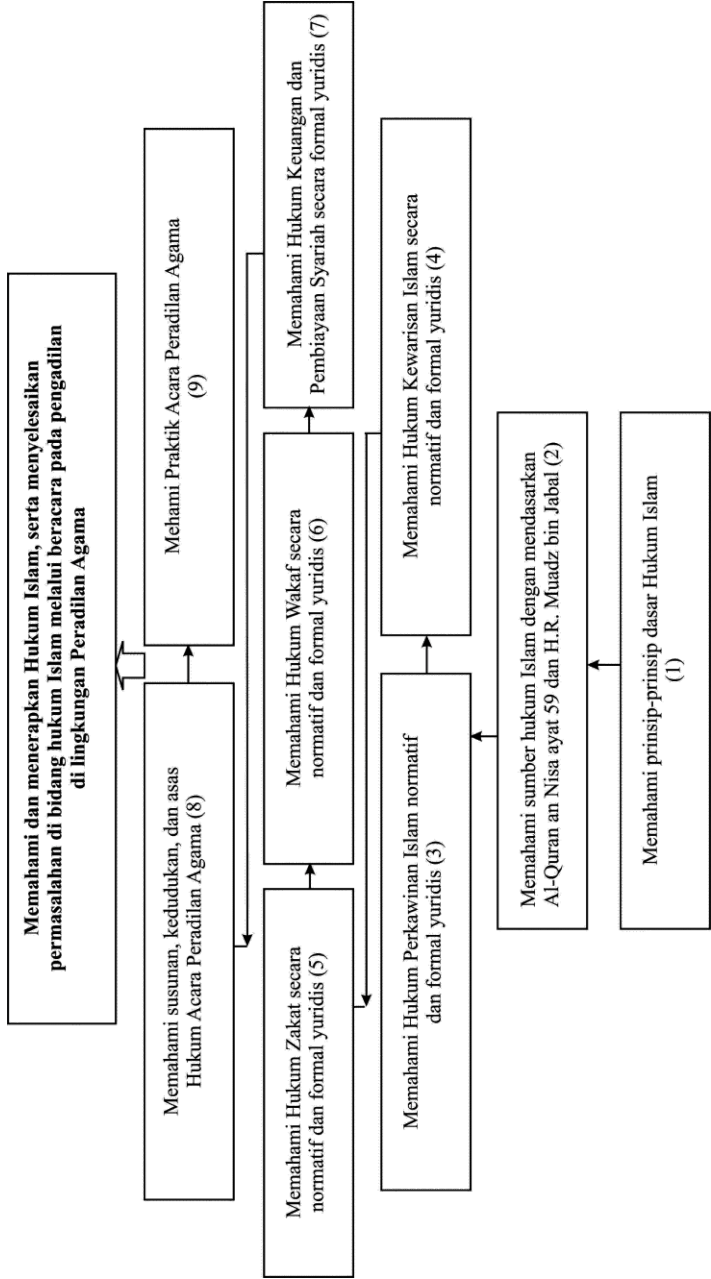 Memahami dan menerapkan Hukum Islam, serta menyelesaikan
permasalahan di bidang hukum Islam melalui beracara pada pengadilan
di lingkungan Peradilan Agama
Memahami susunan, kedudukan, dan asas
Hukum Acara Peradilan Agama (8)
Mehami Praktik Acara Peradilan Agama
(9)
Memahami Hukum Zakat secara
normatif dan formal yuridis (5)
Memahami Hukum Wakaf secara
normatif dan formal yuridis (6)
Memahami Hukum Keuangan dan
Pembiayaan Syariah secara formal yuridis (7)
Memahami Hukum Perkawinan Islam normatif
dan formal yuridis (3)
Memahami Hukum Kewarisan Islam secara
normatif dan formal yuridis (4)
Memahami sumber hukum Islam dengan mendasarkan
Al-Quran an Nisa ayat 59 dan H.R. Muadz bin Jabal (2)
Memahami prinsip-prinsip dasar Hukum Islam
(1)